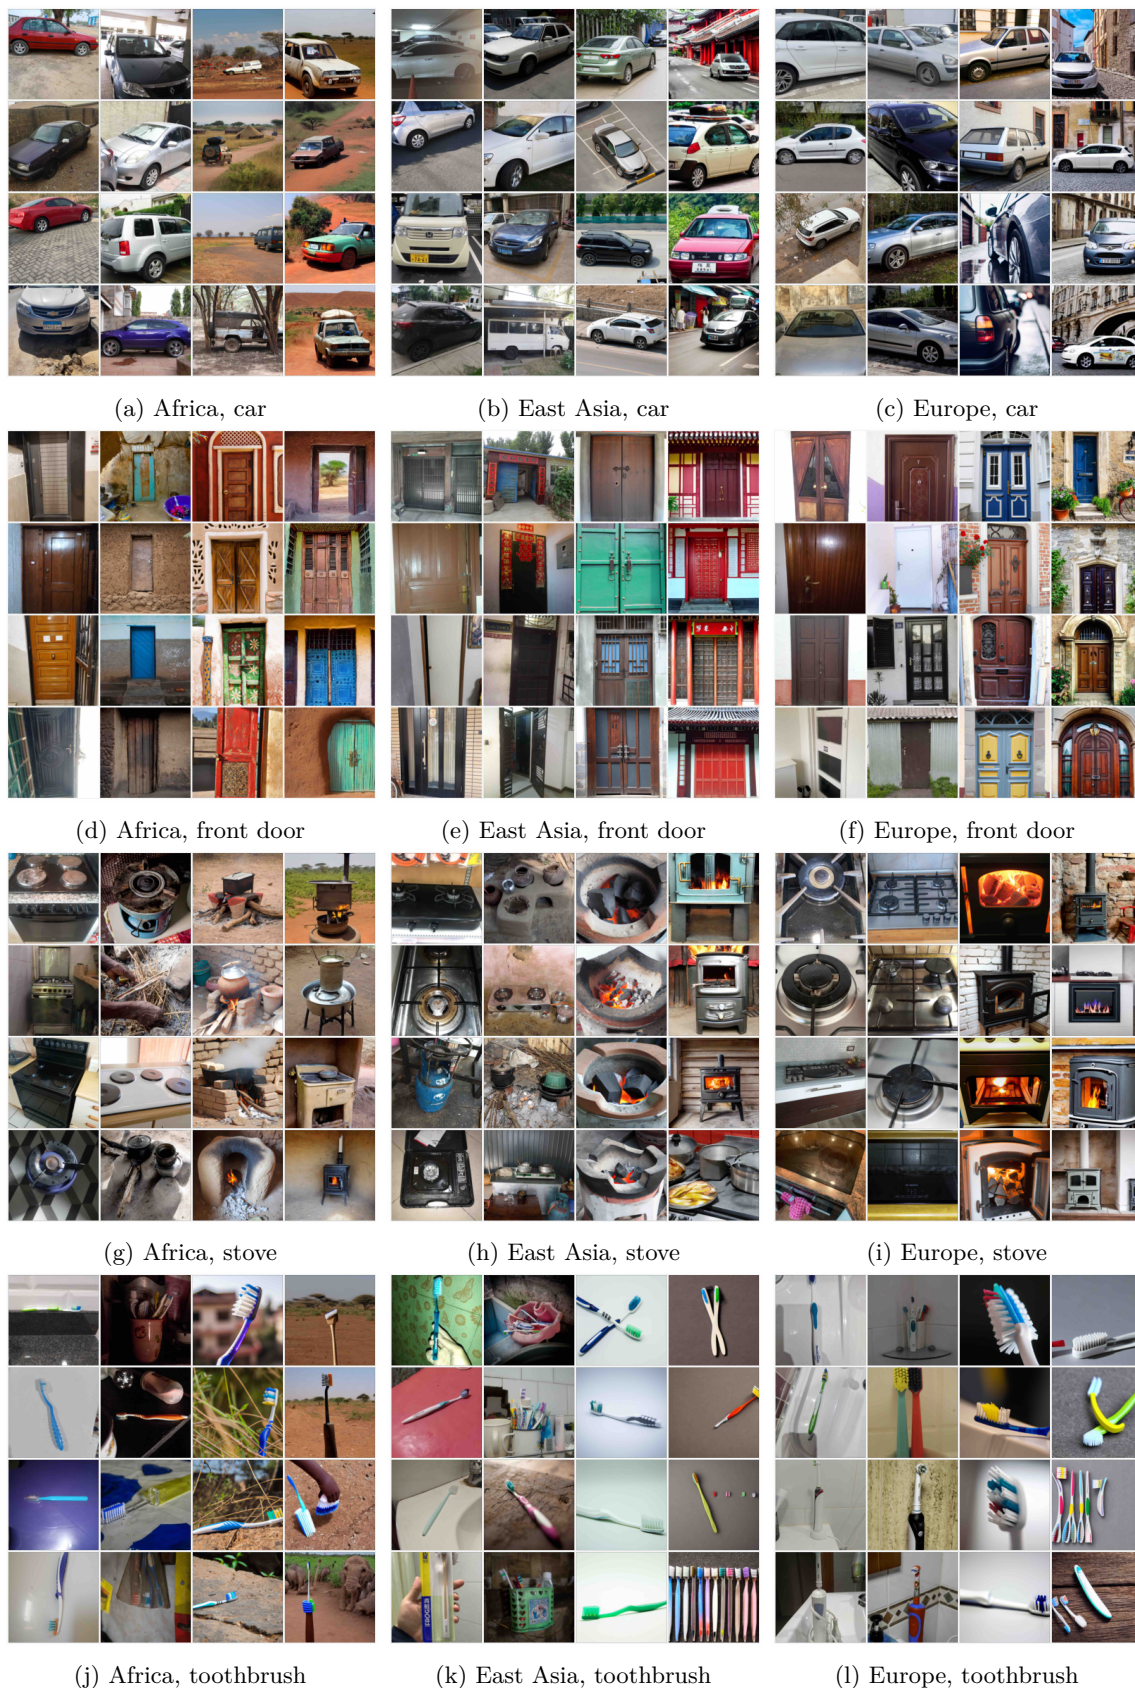 (a) Africa, car
(b) East Asia, car
(c) Europe, car
(d) Africa, front door
(e) East Asia, front door
(f) Europe, front door
(g) Africa, stove
(h) East Asia, stove
(i) Europe, stove
(j) Africa, toothbrush
(k) East Asia, toothbrush
(l) Europe, toothbrush